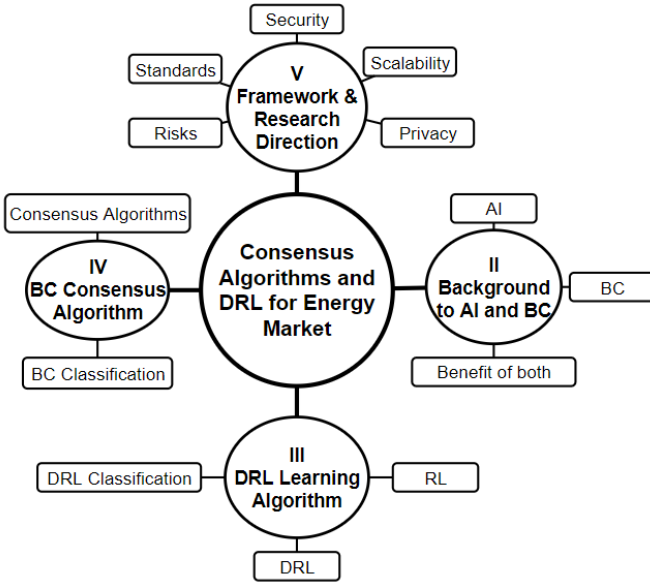 Security
Standards
Scalability
V
Framework &
Research
Direction
Risks
Privacy
Consensus Algorithms
IV
BC Consensus
Algorithm
BC Classification
Consensus
Algorithms and
DRL for Energy
Market
AI
II
Background
to AI and BC
BC
Benefit of both
III
DRL Learning
Algorithm
DRL Classification
RL
DRL